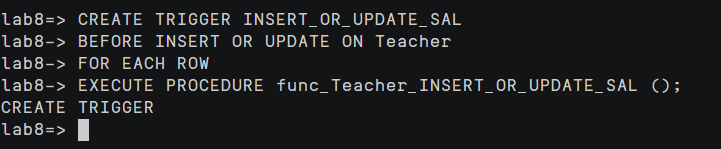 lab8=> CREATE TRIGGER INSERT_OR_UPDATE_SAL
lab8-> BEFORE INSERT OR UPDATE ON Teacher
lab8-> FOR EACH ROW
lab8-> EXECUTE PROCEDURE func_Teacher_INSERT_OR_UPDATE_SAL ();
CREATE TRIGGER
lab8=>